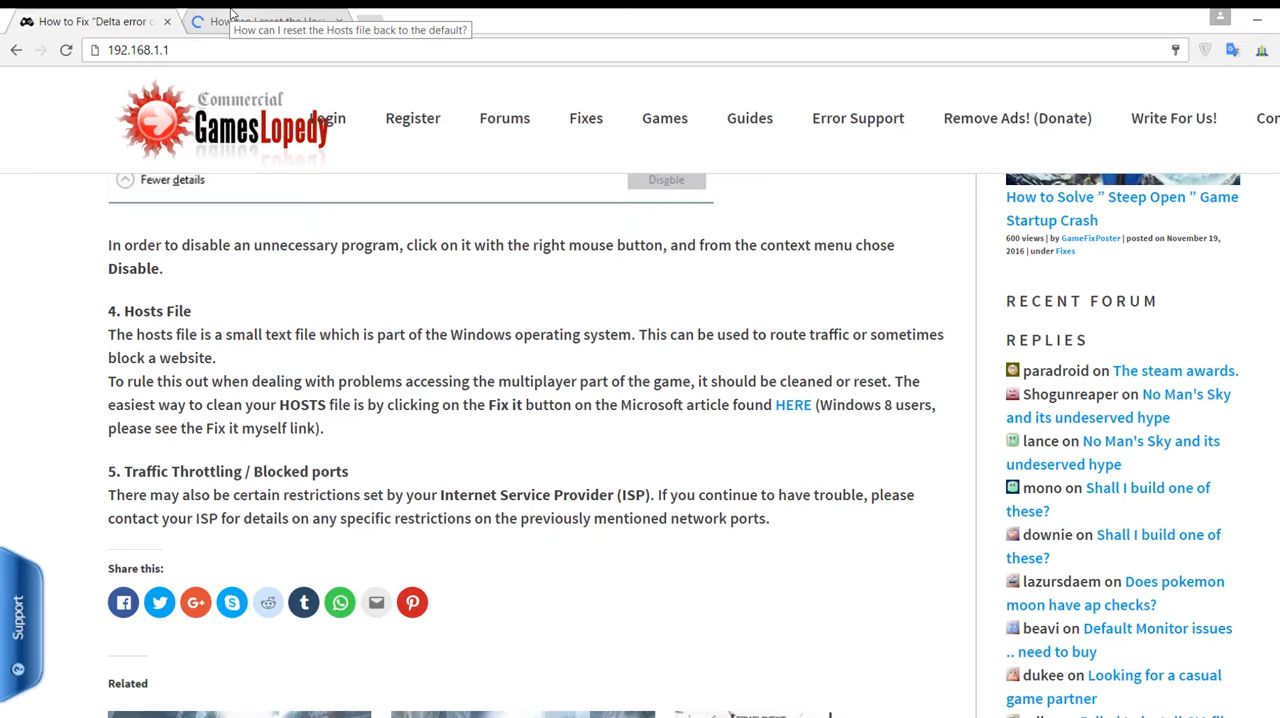 How to Fix "Delta error c
How can I reset the Hos
How can I reset the Hosts file back to the default?
192.168.1.1
Commercial
GamesLopedy
Login
Register
Forums
Fixes
Games
Guides
Error Support
Remove Ads! (Donate)
Write For Us!
Con
Fewer details
Disable
In order to disable an unnecessary program, click on it with the right mouse button, and from the context menu chose
Disable.
4. Hosts File
The hosts file is a small text file which is part of the Windows operating system. This can be used to route traffic or sometimes
block a website.
To rule this out when dealing with problems accessing the multiplayer part of the game, it should be cleaned or reset. The
easiest way to clean your HOSTS file is by clicking on the Fix it button on the Microsoft article found HERE (Windows 8 users,
please see the Fix it myself link).
5. Traffic Throttling / Blocked ports
There may also be certain restrictions set by your Internet Service Provider (ISP). If you continue to have trouble, please
contact your ISP for details on any specific restrictions on the previously mentioned network ports.
Share this:
Related
How to Solve ” Steep Open ” Game
Startup Crash
600 views | by GameFixPoster | posted on November 19,
2016 | under Fixes
RECENT FORUM
REPLIES
paradroid on The steam awards.
Shogunreaper on No Man's Sky
and its undeserved hype
lance on No Man's Sky and its
undeserved hype
mono on Shall I build one of
these?
downie on Shall I build one of
these?
lazursdaem on Does pokemon
moon have ap checks?
beavi on Default Monitor issues
.. need to buy
dukee on Looking for a casual
game partner
Support